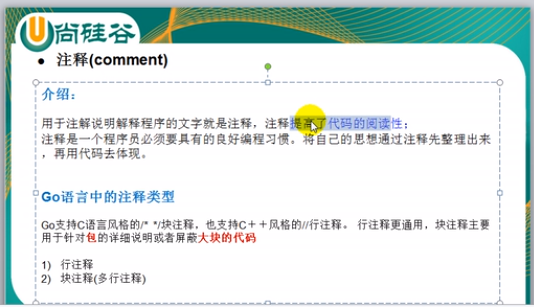 尚硅谷
● 注释(comment)
介绍：
用于注解说明解释程序的文字就是注释，注释提高了代码的阅读性；
注释是一个程序员必须要具有的良好编程习惯。将自己的思想通过注释先整理出来
，再用代码去体现。
Go语言中的注释类型
Go支持C语言风格的/* */块注释，也支持C++风格的//行注释。 行注释更通用，块注释主要
用于针对包的详细说明或者屏蔽大块的代码
1) 行注释
2) 块注释(多行注释)